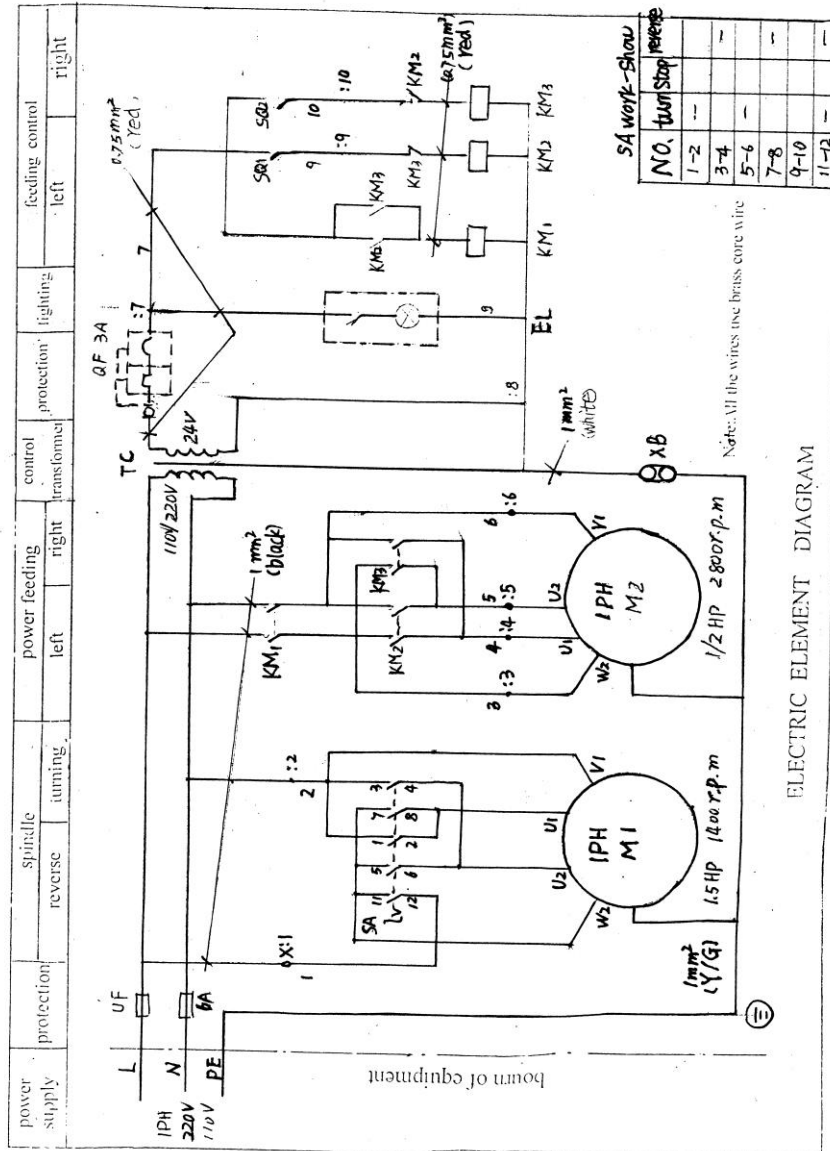 power supply
protection
spindle
reverse
turning
power feeding
left
right
control
transformer
protection
lighting
feeding control
left
right
L
N
PE
1PH
220V
110V
UF
6A
TC
110V 220V
24V
QF 3A
:7
7
0.75mm²
(red)
1mm²
(black)
X:1
1
:2
2
SA
11
5
1
7
3
12
6
2
8
4
KM1
KM2
KM3
3
:3
4
:4
5
:5
6
:6
W2
U2
U1
V1
1PH
M1
1.5HP 1400r.p.m
W2
U1
U2
V1
1PH
M2
1/2HP 2800r.p.m
1mm²
(Y/G)
1mm²
(white)
XB
:8
9
EL
KM2
KM3
SQ1
9
:9
KM3
SQ2
10
:10
KM2
0.75mm²
(red)
KM1
KM2
KM3
bourn of equipment
Note: All the wires use brass core wire
SA work-show
NO. turn stop reverse
1-2 -
3-4 -
5-6 -
7-8 -
9-10
11-12 - -
ELECTRIC ELEMENT DIAGRAM